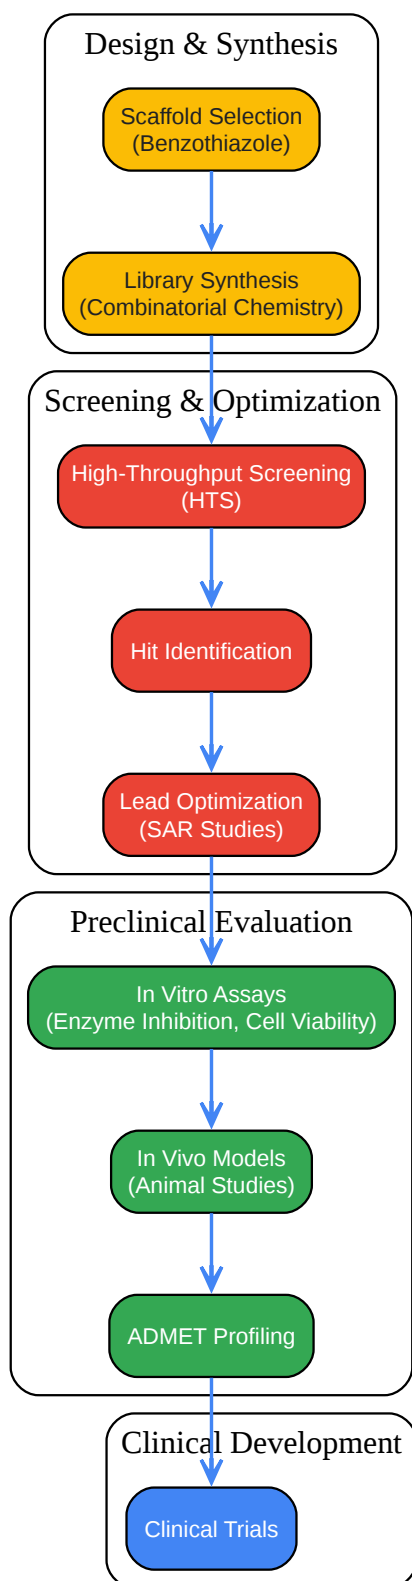 Design & Synthesis
Scaffold Selection
(Benzothiazole)
Library Synthesis
(Combinatorial Chemistry)
Screening & Optimization
High-Throughput Screening
(HTS)
Hit Identification
Lead Optimization
(SAR Studies)
Preclinical Evaluation
In Vitro Assays
(Enzyme Inhibition, Cell Viability)
In Vivo Models
(Animal Studies)
ADMET Profiling
Clinical Development
Clinical Trials